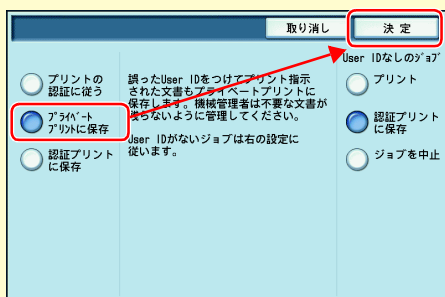 取り消し
決 定
プリントの
認証に従う
プライベート
プリントに保存
認証プリント
に保存
誤ったUser IDをつけてプリント指示
された文書もプライベートプリントに
保存します。機械管理者は不要な文書が
残らないように管理してください。
User IDがないジョブは右の設定に
従います。
User IDなしのジョブ
プリント
認証プリント
に保存
ジョブを中止